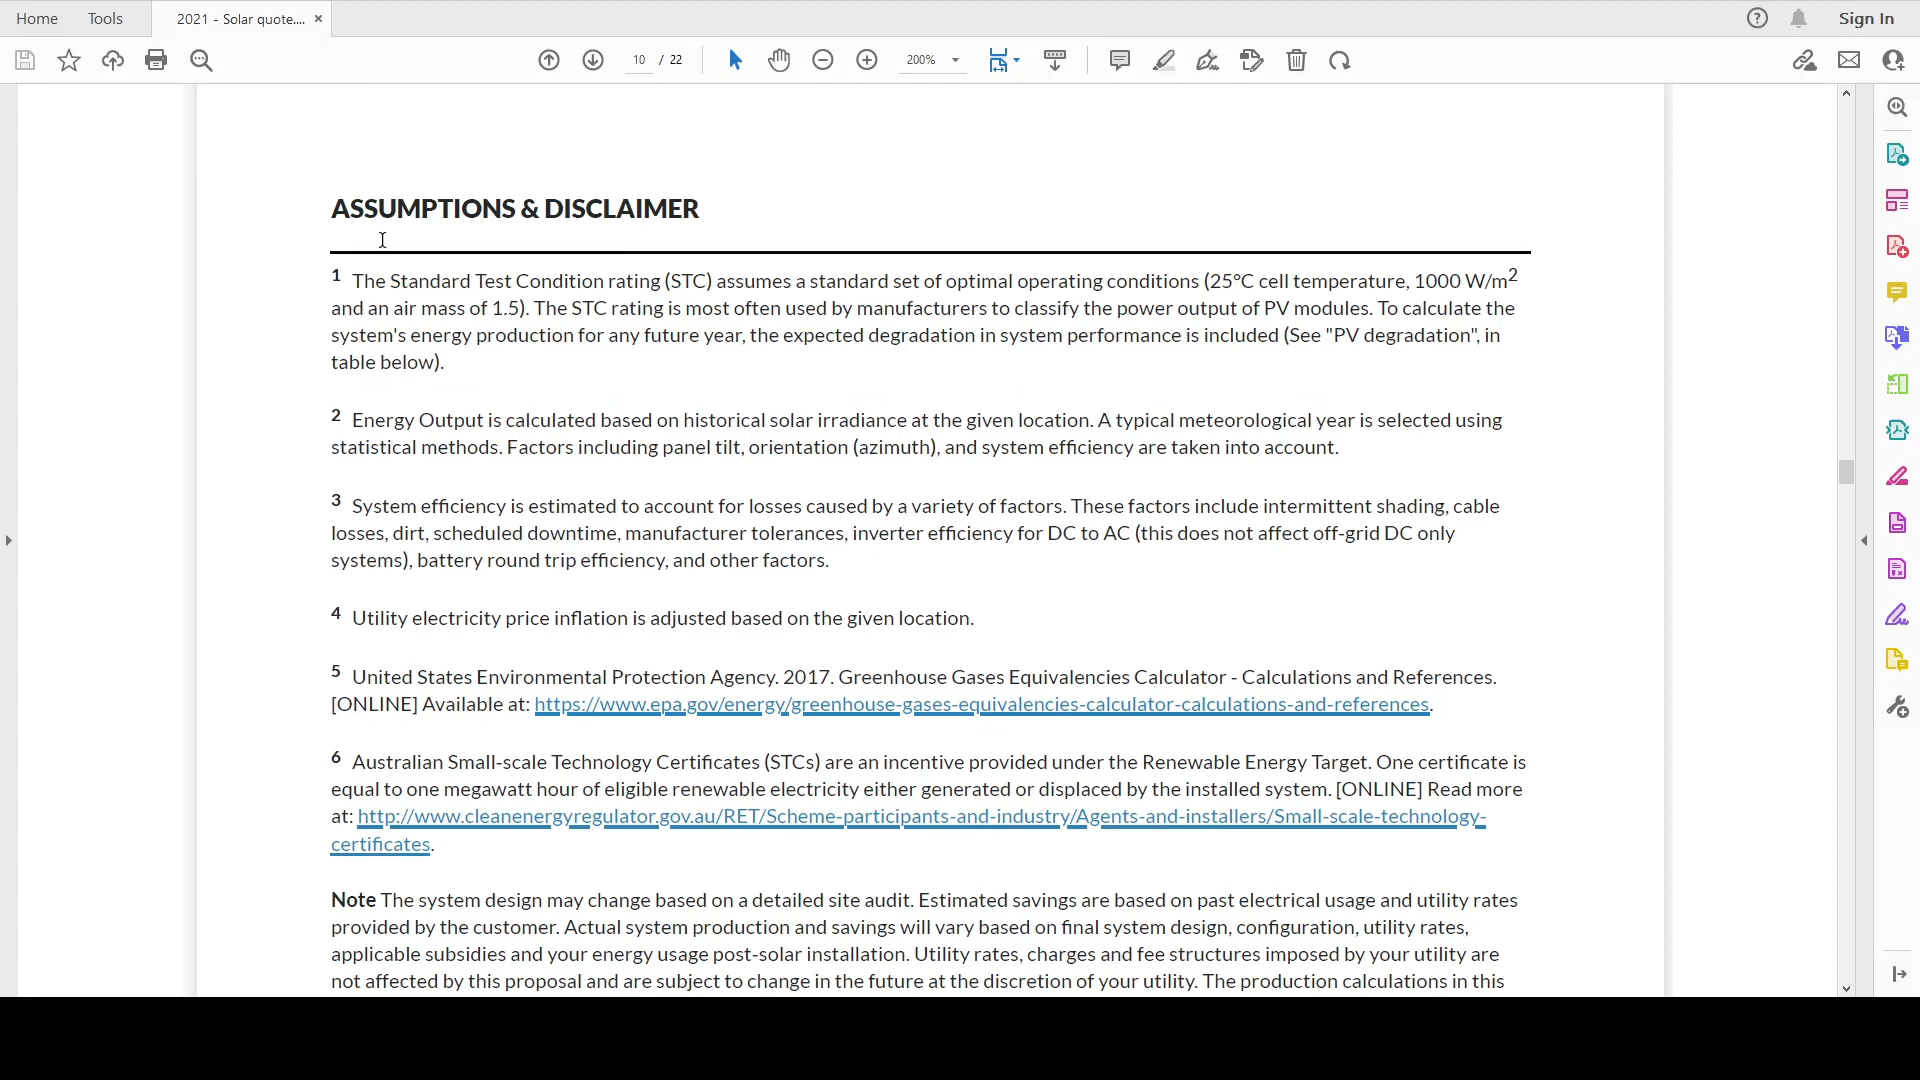 Home Tools 2021 - Solar quote.... × Sign In
10 / 22 200%
ASSUMPTIONS & DISCLAIMER
1 The Standard Test Condition rating (STC) assumes a standard set of optimal operating conditions (25°C cell temperature, 1000 W/m2
and an air mass of 1.5). The STC rating is most often used by manufacturers to classify the power output of PV modules. To calculate the
system's energy production for any future year, the expected degradation in system performance is included (See "PV degradation", in
table below).
2 Energy Output is calculated based on historical solar irradiance at the given location. A typical meteorological year is selected using
statistical methods. Factors including panel tilt, orientation (azimuth), and system efficiency are taken into account.
3 System efficiency is estimated to account for losses caused by a variety of factors. These factors include intermittent shading, cable
losses, dirt, scheduled downtime, manufacturer tolerances, inverter efficiency for DC to AC (this does not affect off-grid DC only
systems), battery round trip efficiency, and other factors.
4 Utility electricity price inflation is adjusted based on the given location.
5 United States Environmental Protection Agency. 2017. Greenhouse Gases Equivalencies Calculator - Calculations and References.
[ONLINE] Available at: https://www.epa.gov/energy/greenhouse-gases-equivalencies-calculator-calculations-and-references.
6 Australian Small-scale Technology Certificates (STCs) are an incentive provided under the Renewable Energy Target. One certificate is
equal to one megawatt hour of eligible renewable electricity either generated or displaced by the installed system. [ONLINE] Read more
at: http://www.cleanenergyregulator.gov.au/RET/Scheme-participants-and-industry/Agents-and-installers/Small-scale-technology-
certificates.
Note The system design may change based on a detailed site audit. Estimated savings are based on past electrical usage and utility rates
provided by the customer. Actual system production and savings will vary based on final system design, configuration, utility rates,
applicable subsidies and your energy usage post-solar installation. Utility rates, charges and fee structures imposed by your utility are
not affected by this proposal and are subject to change in the future at the discretion of your utility. The production calculations in this